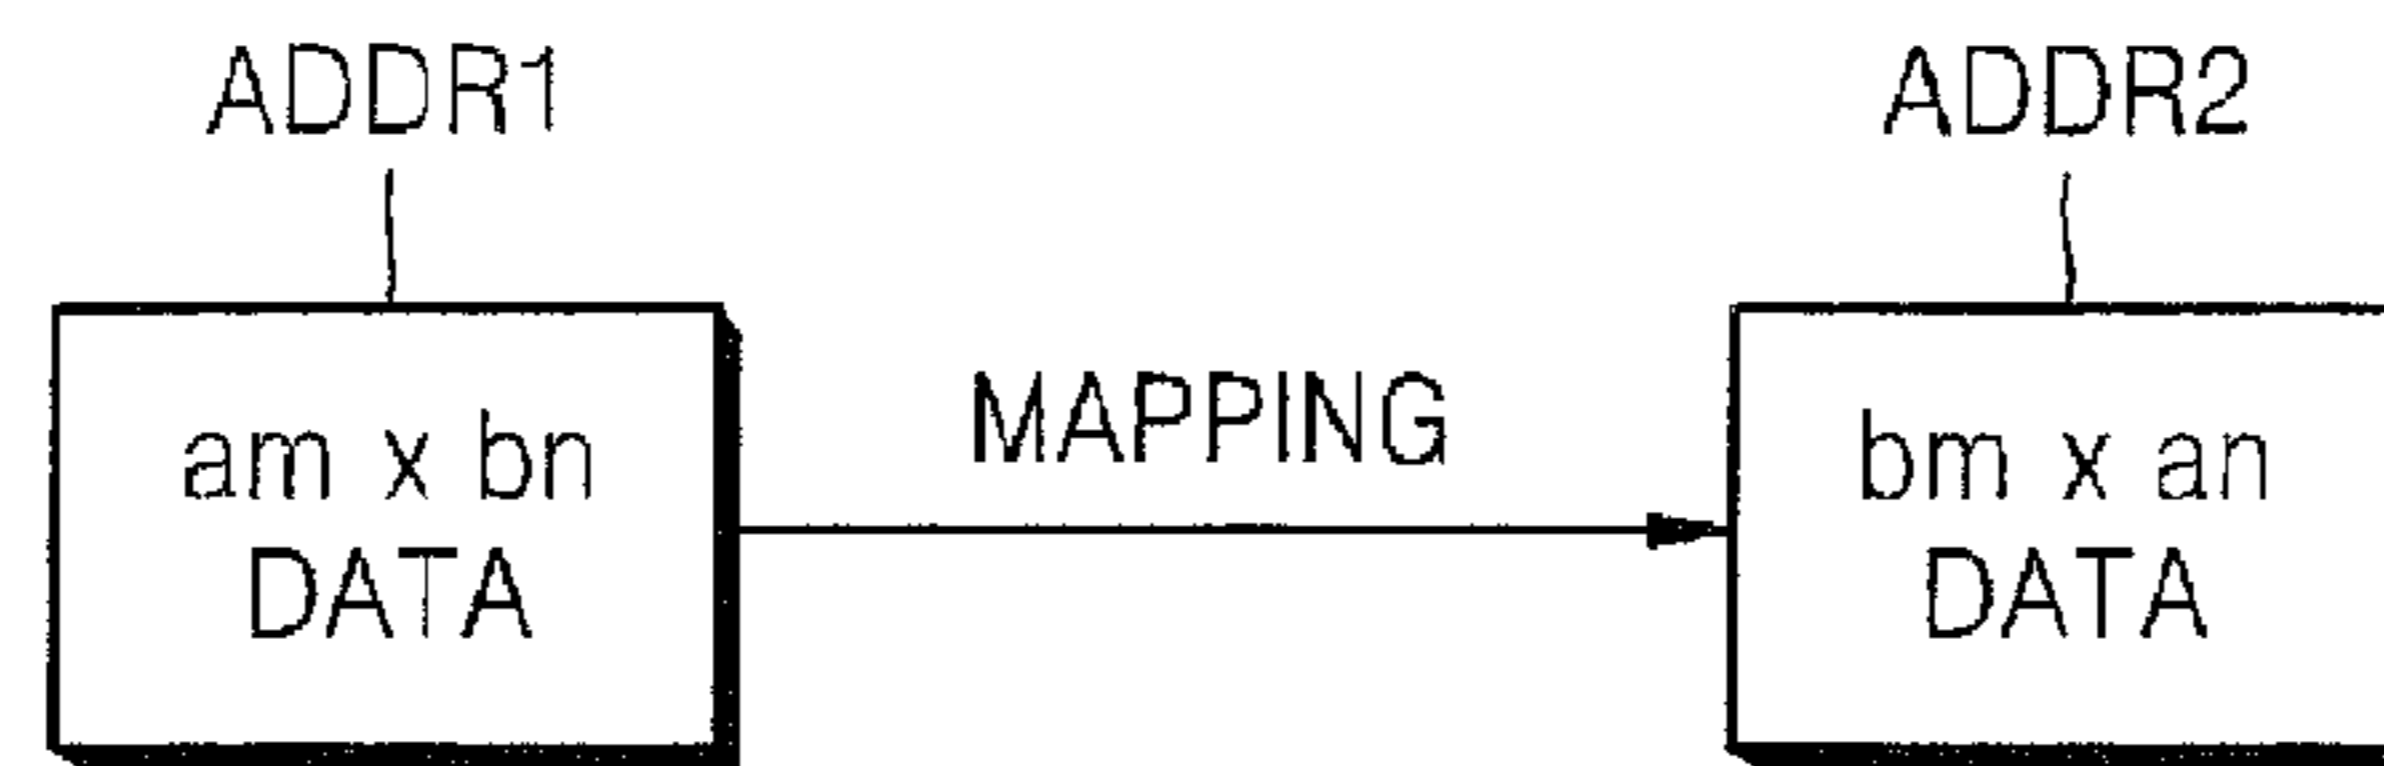 ADDR1
ADDR2
am x bn
DATA
MAPPING
bm x an
DATA